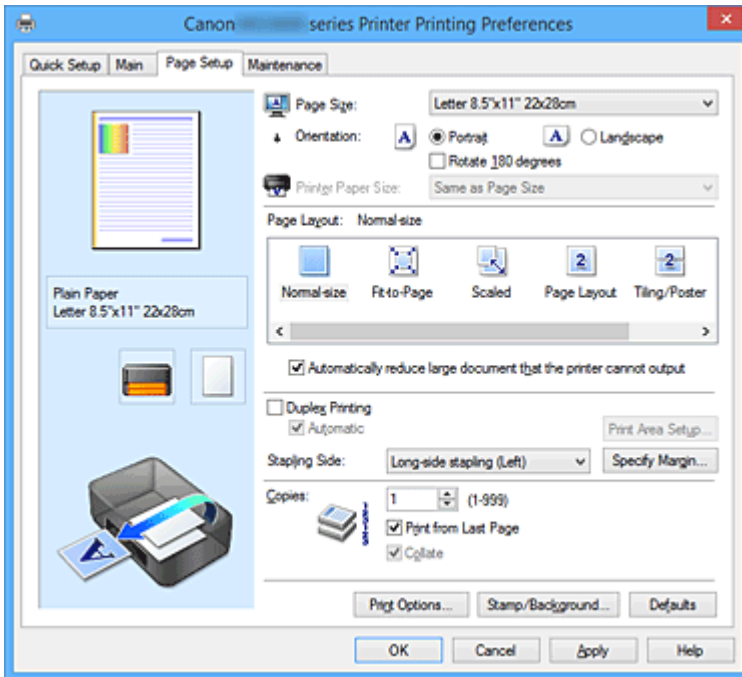 Canon series Printer Printing Preferences
Quick Setup Main Page Setup Maintenance
Page Size: Letter 8.5"x11" 22x28cm
Orientation: A Portrait A Landscape
Rotate 180 degrees
Printer Paper Size: Same as Page Size
Page Layout: Normal-size
2 2
Normal-size Fit-to-Page Scaled Page Layout Tiling/Poster
Plain Paper
Letter 8.5"x11" 22x28cm
Automatically reduce large document that the printer cannot output
Duplex Printing
Automatic
Print Area Setup...
Stapling Side: Long-side stapling (Left) Specify Margin...
Copies: 1 (1-999)
Print from Last Page
Collate
A
Print Options... Stamp/Background... Defaults
OK Cancel Apply Help